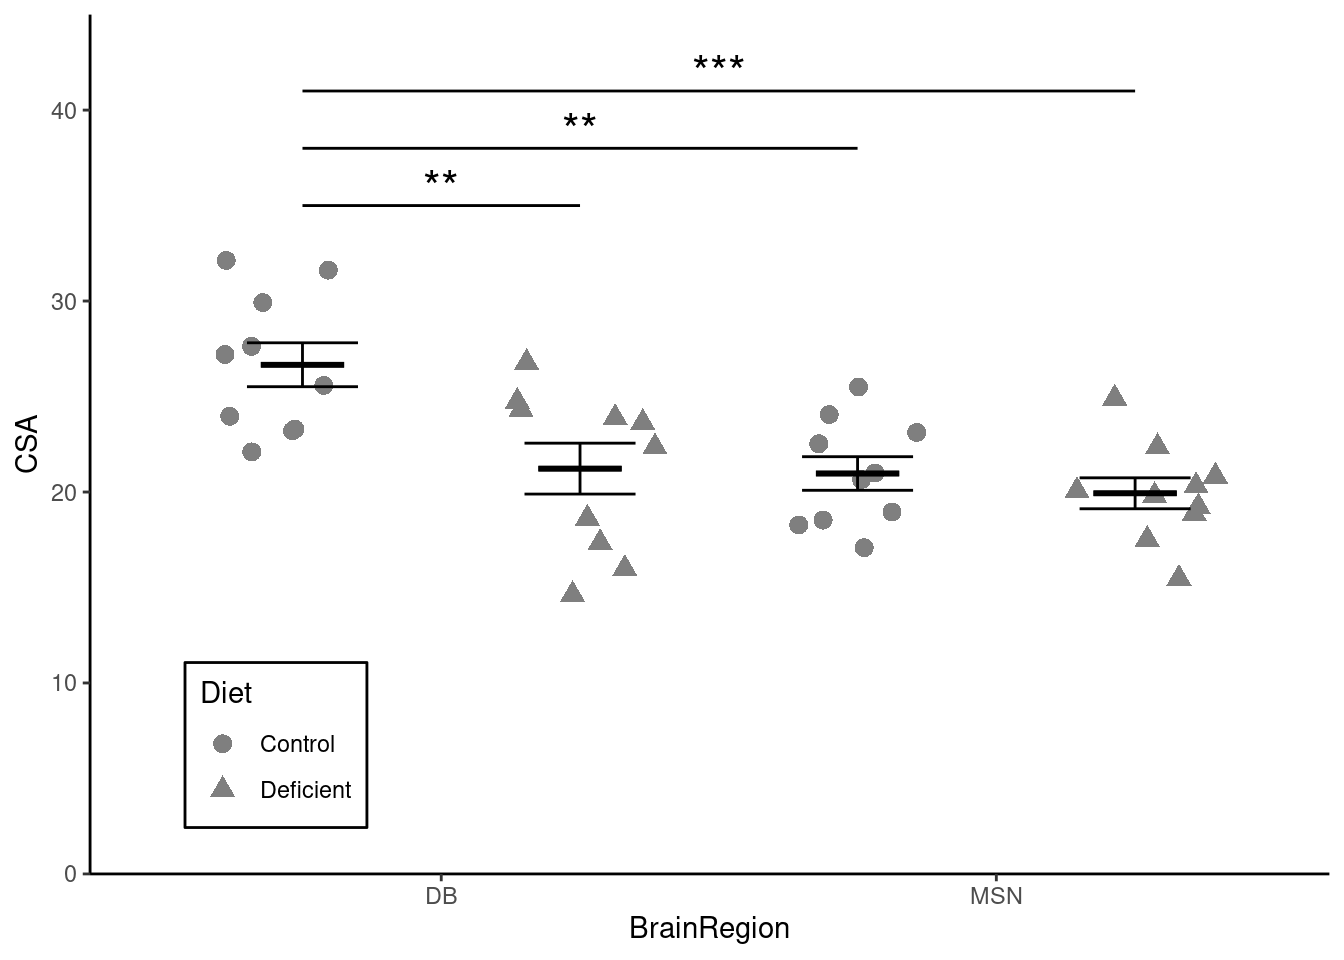 ***
40
**
**
30
CSA
20
10
Diet
Control
Deficient
0
DB MSN
BrainRegion